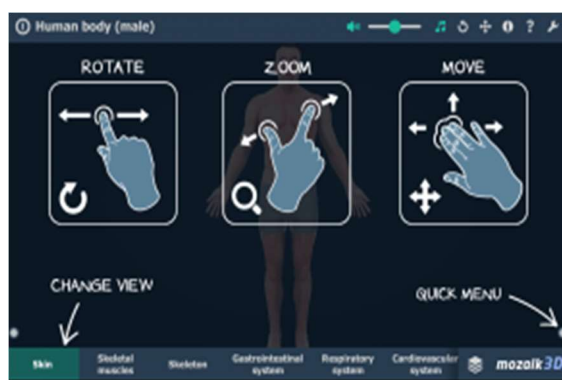 Human body (male)
ROTATE
ZOOM
MOVE
CHANGE VIEW
QUICK MENU
Skin
Skeletal
muscles
Skeleton
Gastrointestinal
system
Respiratory
system
Cardiovascular
system
mozaik3D